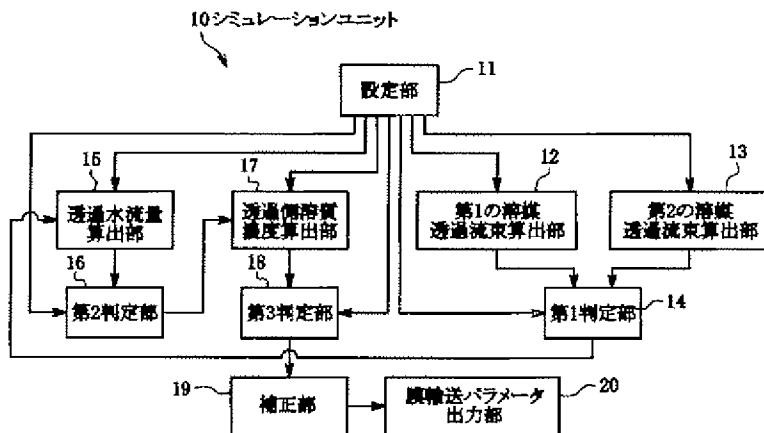 10シミュレーションユニット
11
設定部
15
透過水流量
算出部
17
透過側溶質
濃度算出部
12
第1の溶媒
透過流束算出部
13
第2の溶媒
透過流束算出部
16
第2判定部
18
第3判定部
第1判定部
14
19
補正部
膜輸送パラメータ
出力部
20